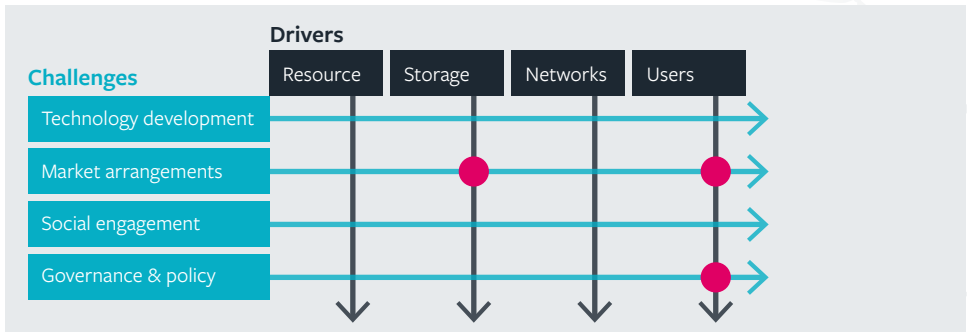 Drivers
Resource Storage Networks Users
Challenges
Technology development
Market arrangements
Social engagement
Governance & policy